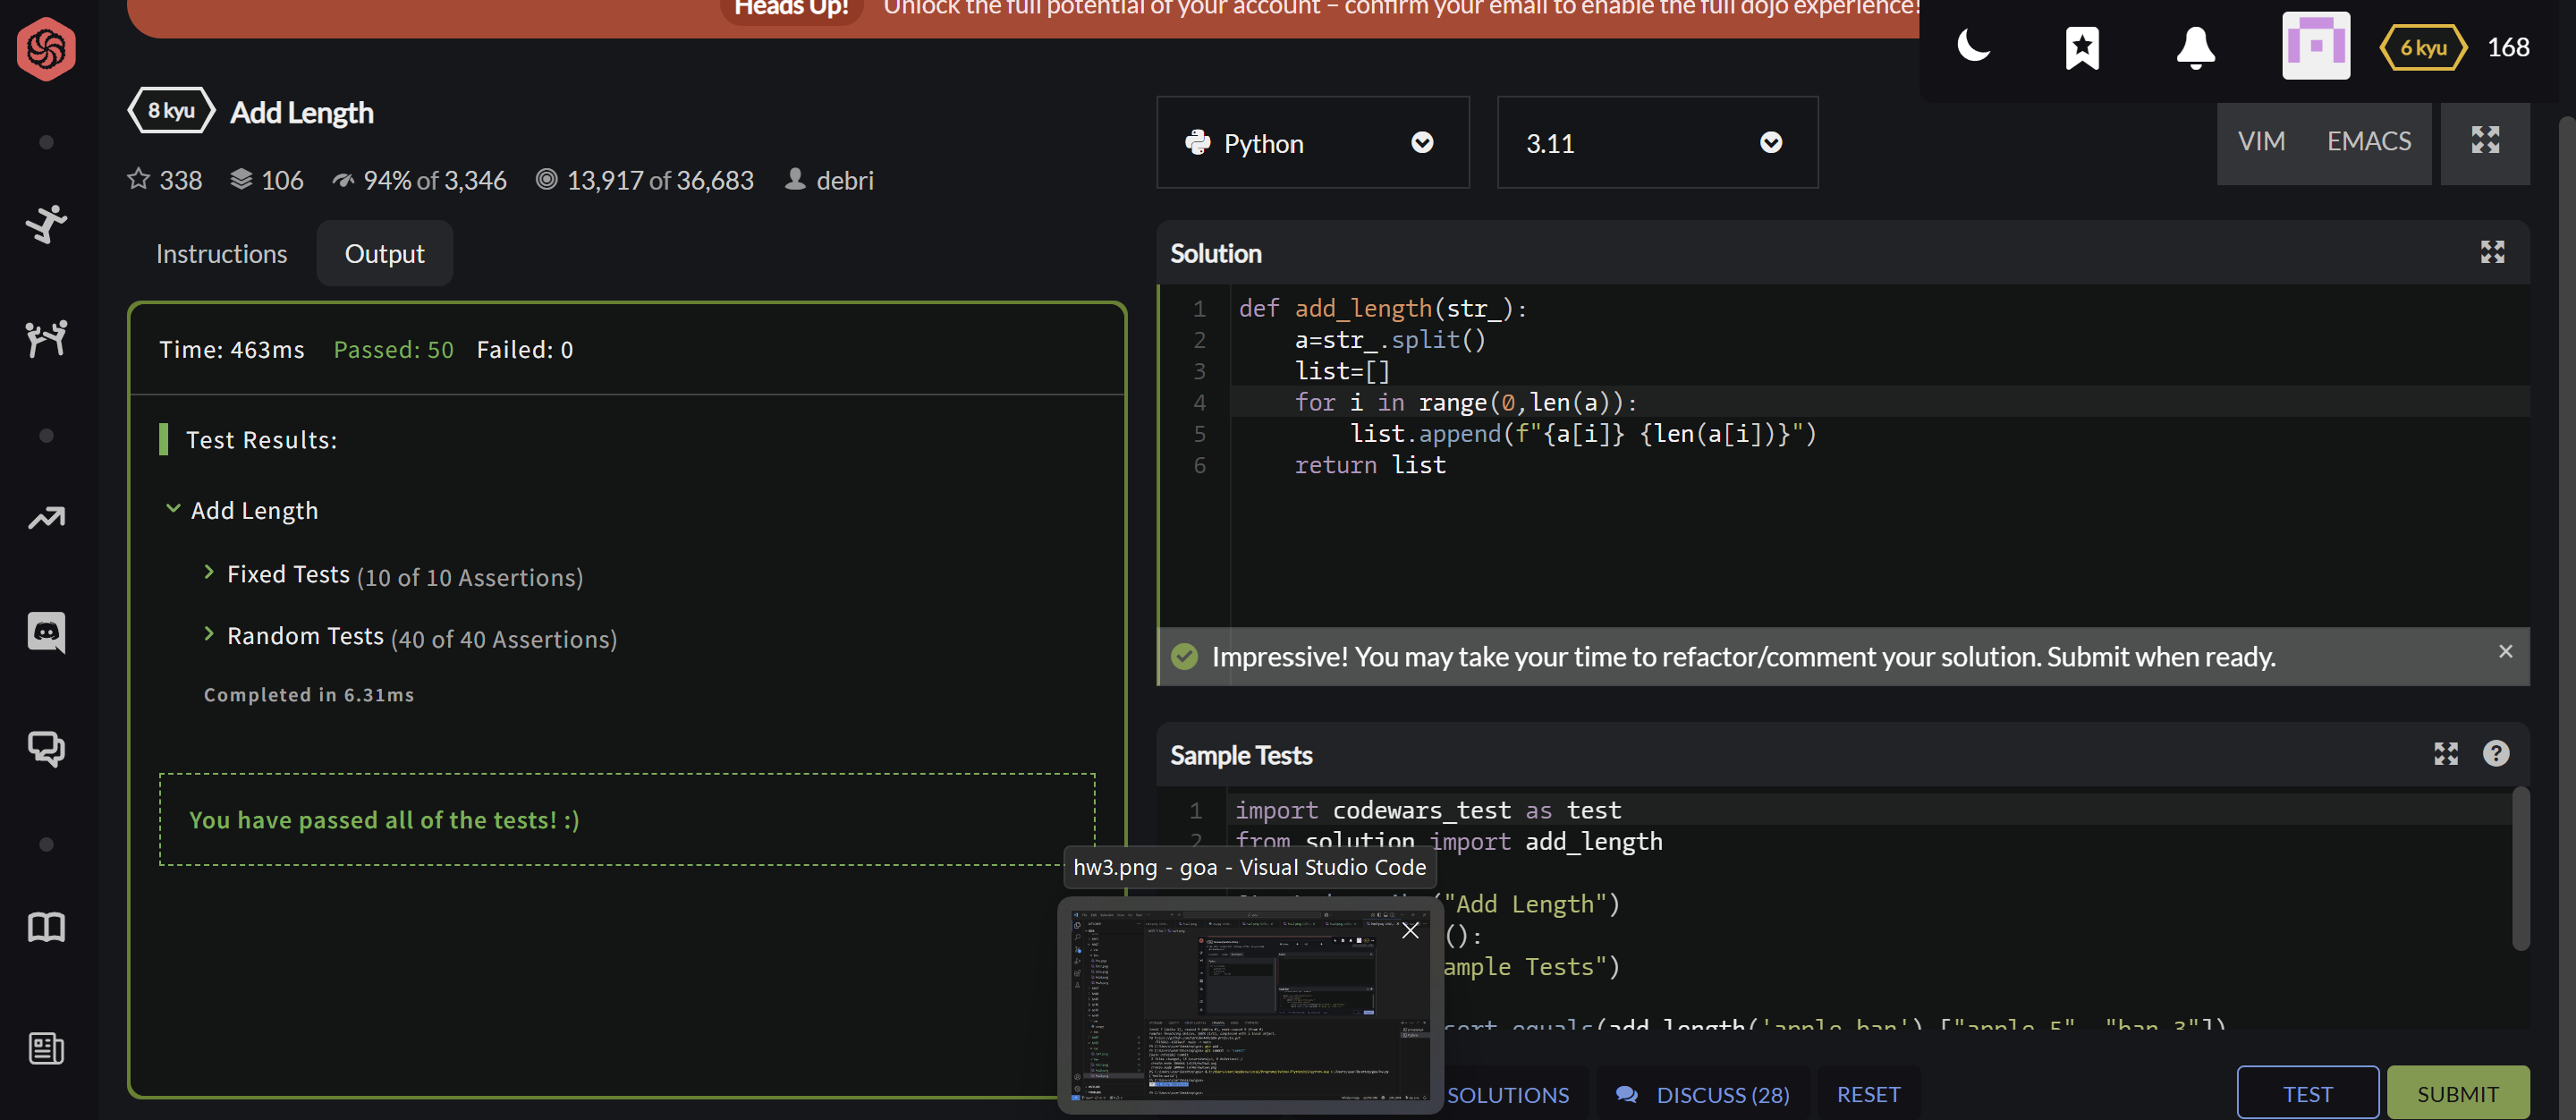 Heads Up! Unlock the full potential of your account – confirm your email to enable the full dojo experience!
6 kyu 168
8 kyu Add Length
338 106 94% of 3,346 13,917 of 36,683 debri
Python 3.11 VIM EMACS
Instructions Output
Time: 463ms Passed: 50 Failed: 0
Test Results:
Add Length
Fixed Tests (10 of 10 Assertions)
Random Tests (40 of 40 Assertions)
Completed in 6.31ms
You have passed all of the tests! :)
Solution
1 def add_length(str_):
2 a=str_.split()
3 list=[]
4 for i in range(0,len(a)):
5 list.append(f"{a[i]} {len(a[i])}")
6 return list
Impressive! You may take your time to refactor/comment your solution. Submit when ready.
Sample Tests
?
1 import codewars_test as test
2 from solution import add_length
hw3.png - goa - Visual Studio Code
("Add Length")
():
ample Tests")
sert_equals(add_length('apple ban'),["apple 5", "ban 3"])
SOLUTIONS DISCUSS (28) RESET TEST SUBMIT